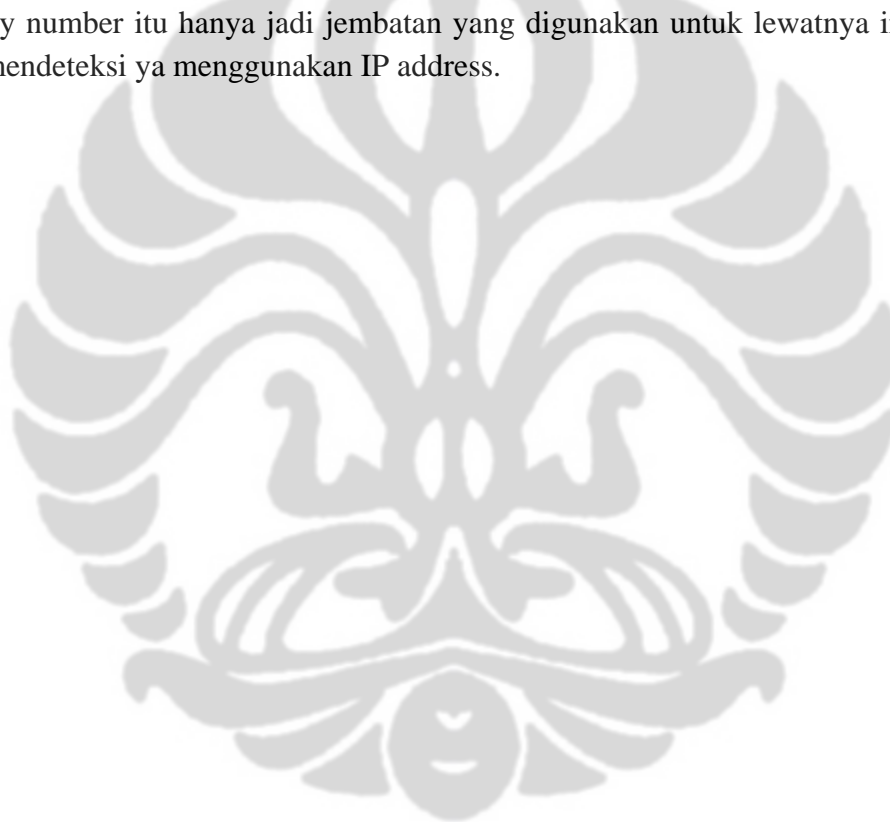 y number itu hanya jadi jembatan yang digunakan untuk lewatnya
mendeteksi ya menggunakan IP address.